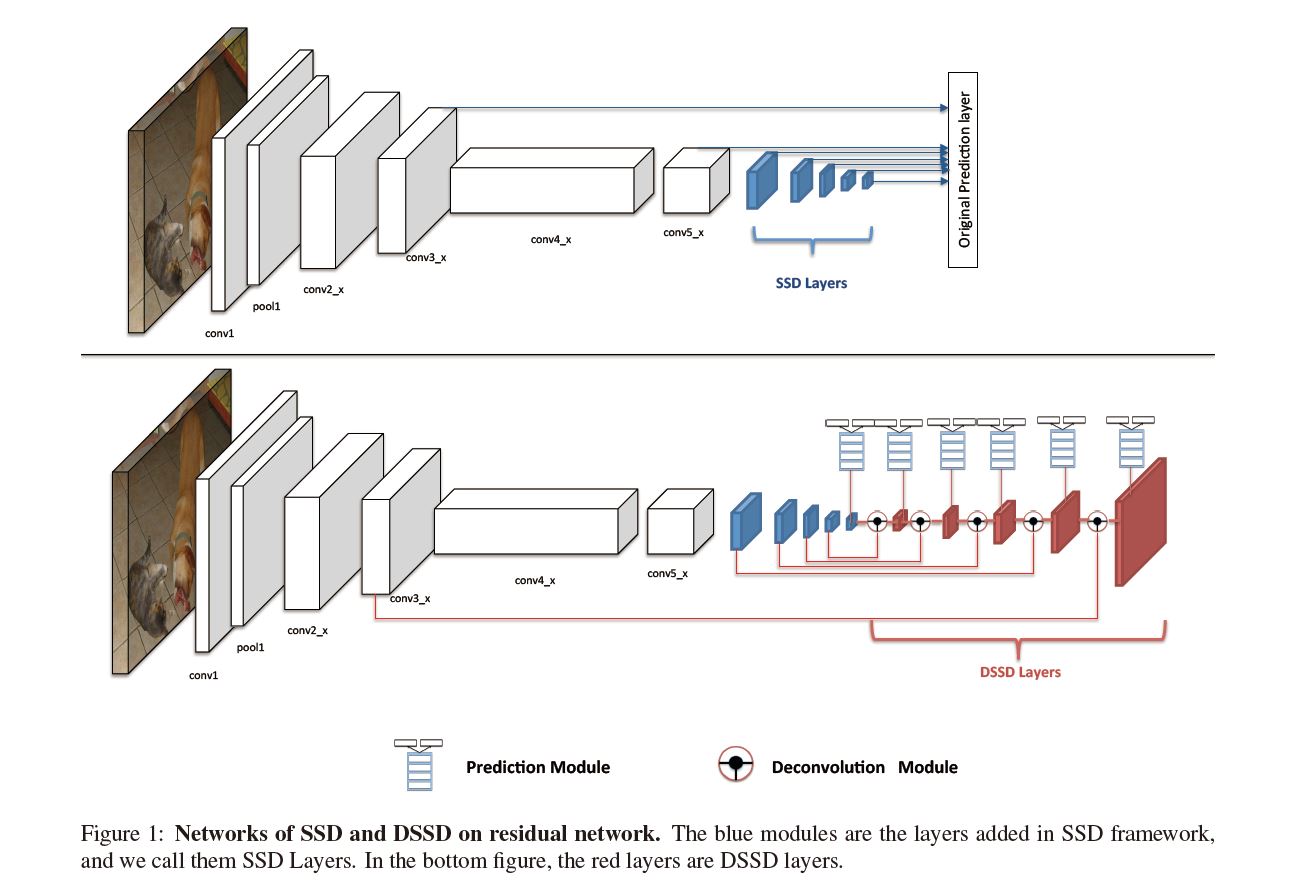 conv1
pool1
conv2_x
conv3_x
conv4_x
conv5_x
SSD Layers
Original Prediction layer
conv1
pool1
conv2_x
conv3_x
conv4_x
conv5_x
DSSD Layers
Prediction Module
Deconvolution Module
Figure 1: Networks of SSD and DSSD on residual network. The blue modules are the layers added in SSD framework,
and we call them SSD Layers. In the bottom figure, the red layers are DSSD layers.